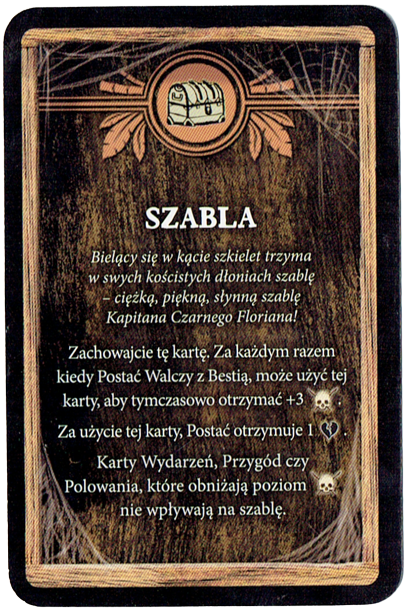 SZABLA
Bielący się w kącie szkielet trzyma
w swych kościstych dłoniach szablę
– ciężką, piękną, słynną szablę
Kapitana Czarnego Floriana!
Zachowajcie tę kartę. Za każdym razem
kiedy Postać Walczy z Bestią, może użyć tej
karty, aby tymczasowo otrzymać +3 .
Za użycie tej karty, Postać otrzymuje 1 .
Karty Wydarzeń, Przygód czy
Polowania, które obniżają poziom
nie wpływają na szablę.